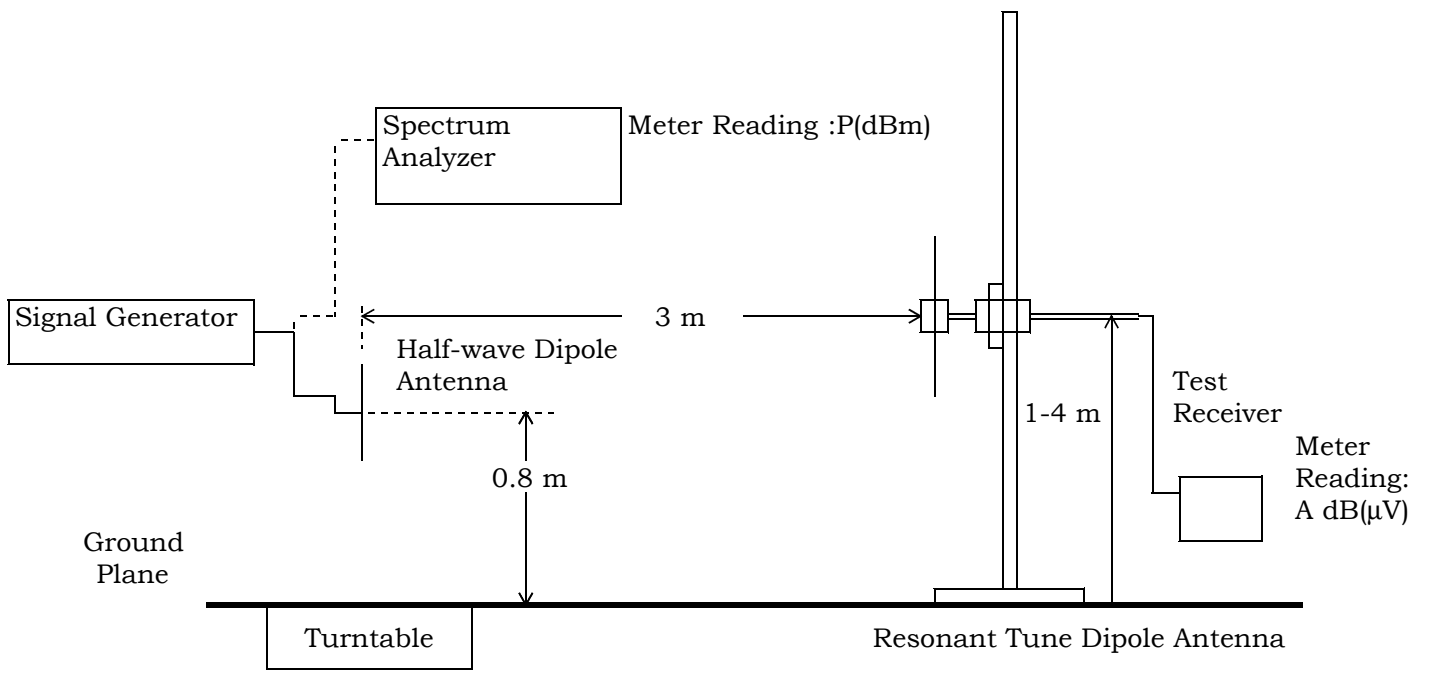 Spectrum
Analyzer
Meter Reading :P(dBm)
Signal Generator
3 m
Half-wave Dipole
Antenna
1-4 m
Test
Receiver
Meter
Reading:
A dB(µV)
0.8 m
Ground
Plane
Turntable
Resonant Tune Dipole Antenna